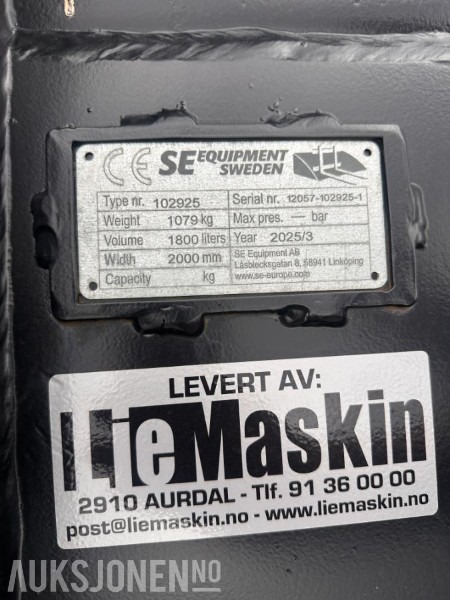 CE SE EQUIPMENT SWEDEN
Type nr. 102925 Serial nr. 12057-102925-1
Weight 1079 kg Max pres. — bar
Volume 1800 liters Year 2025/3
Width 2000 mm SE Equipment AB
Låsblecksgatan 8, 58941 Linköping
Capacity kg www.se-europe.com
LEVERT AV:
LieMaskin
2910 AURDAL - Tlf. 91 36 00 00
post@liemaskin.no - www.liemaskin.no
AUKSJONEN.NO